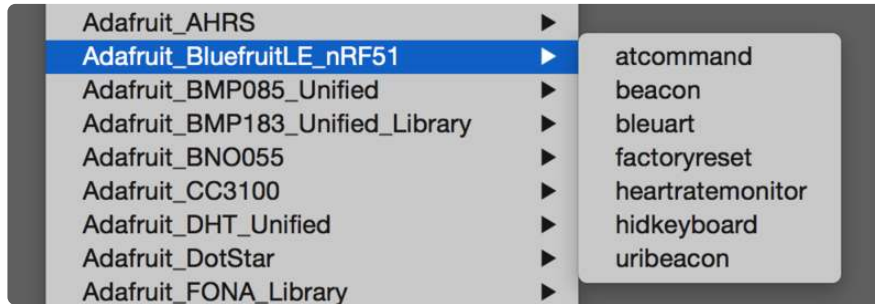 Adafruit_AHRS
Adafruit_BluefruitLE_nRF51
Adafruit_BMP085_Unified
Adafruit_BMP183_Unified_Library
Adafruit_BNO055
Adafruit_CC3100
Adafruit_DHT_Unified
Adafruit_DotStar
Adafruit_FONA_Library
atcommand
beacon
bleuart
factoryreset
heartratemonitor
hidkeyboard
uribeacon